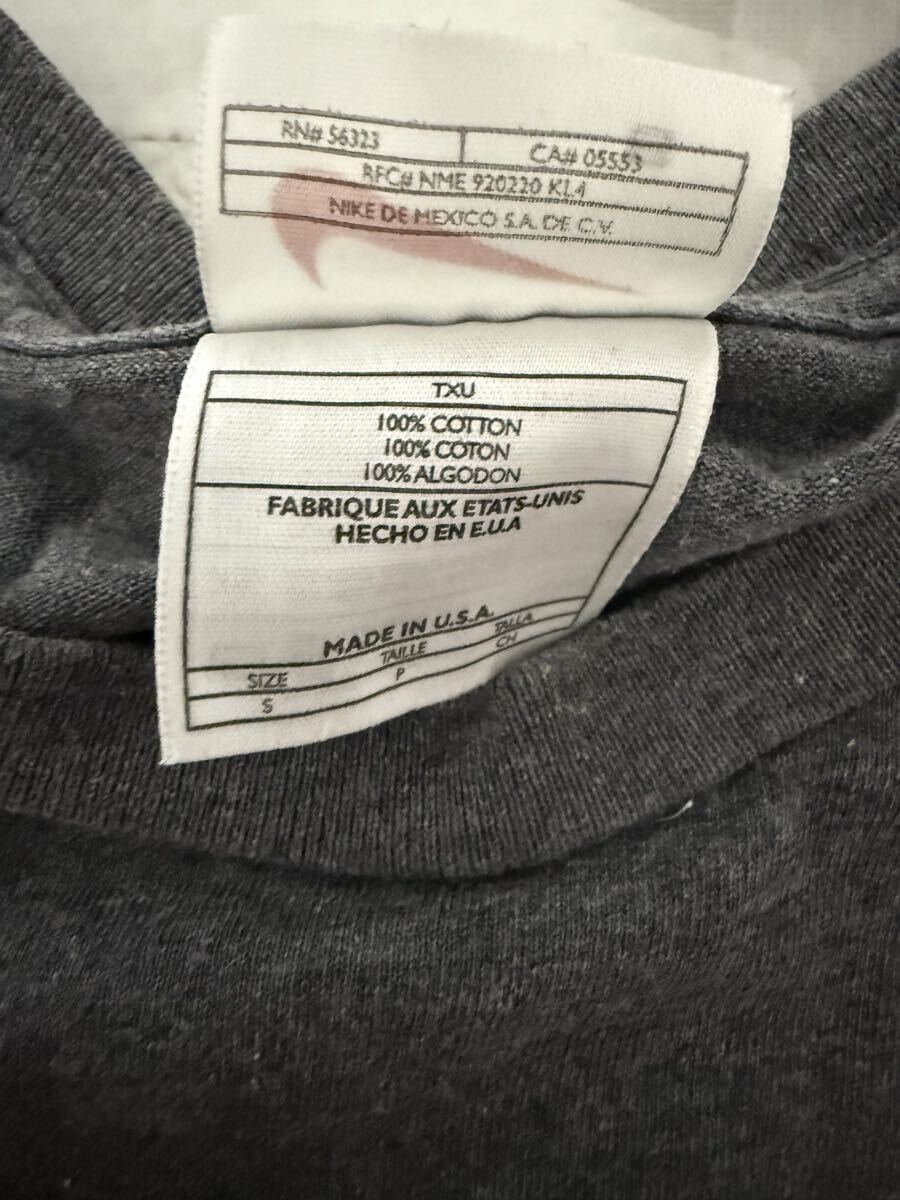 RN# 56323 CA# 05553
RFC# NME 920220 KL4
NIKE DE MEXICO S.A. DE C.V.
TXU
100% COTTON
100% COTON
100% ALGODON
FABRIQUE AUX ETATS-UNIS
HECHO EN E.U.A
MADE IN U.S.A.
SIZE TAILLE TALLA
S P CH